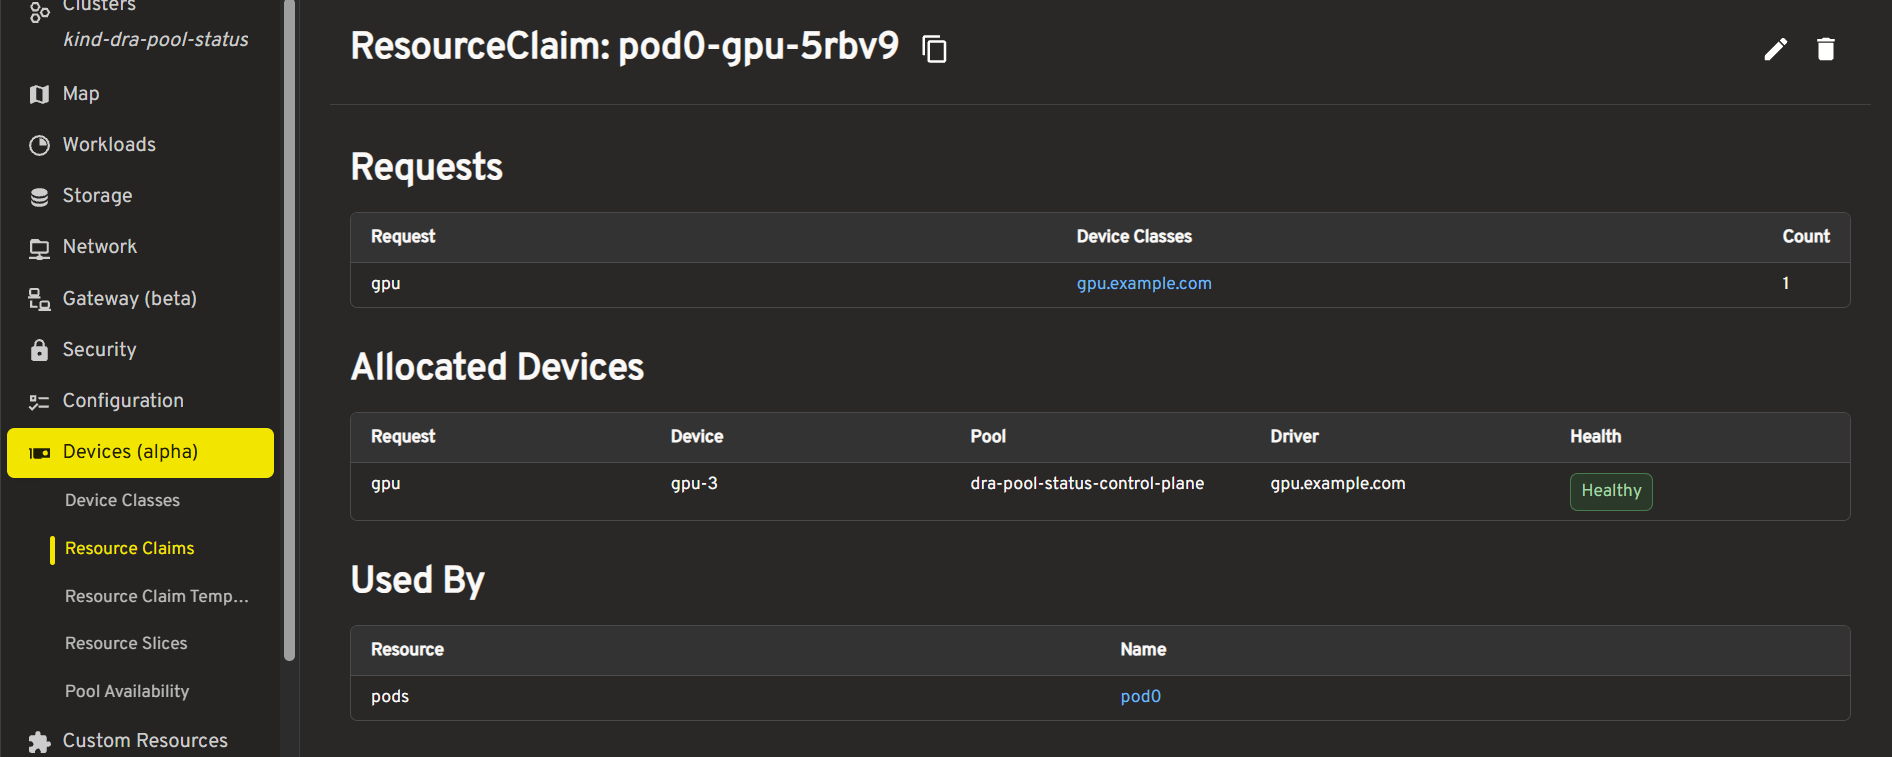 Clusters
kind-dra-pool-status
Map
Workloads
Storage
Network
Gateway (beta)
Security
Configuration
Devices (alpha)
Device Classes
Resource Claims
Resource Claim Temp...
Resource Slices
Pool Availability
Custom Resources
ResourceClaim: pod0-gpu-5rbv9
Requests
Request Device Classes Count
gpu gpu.example.com 1
Allocated Devices
Request Device Pool Driver Health
gpu gpu-3 dra-pool-status-control-plane gpu.example.com Healthy
Used By
Resource Name
pods pod0